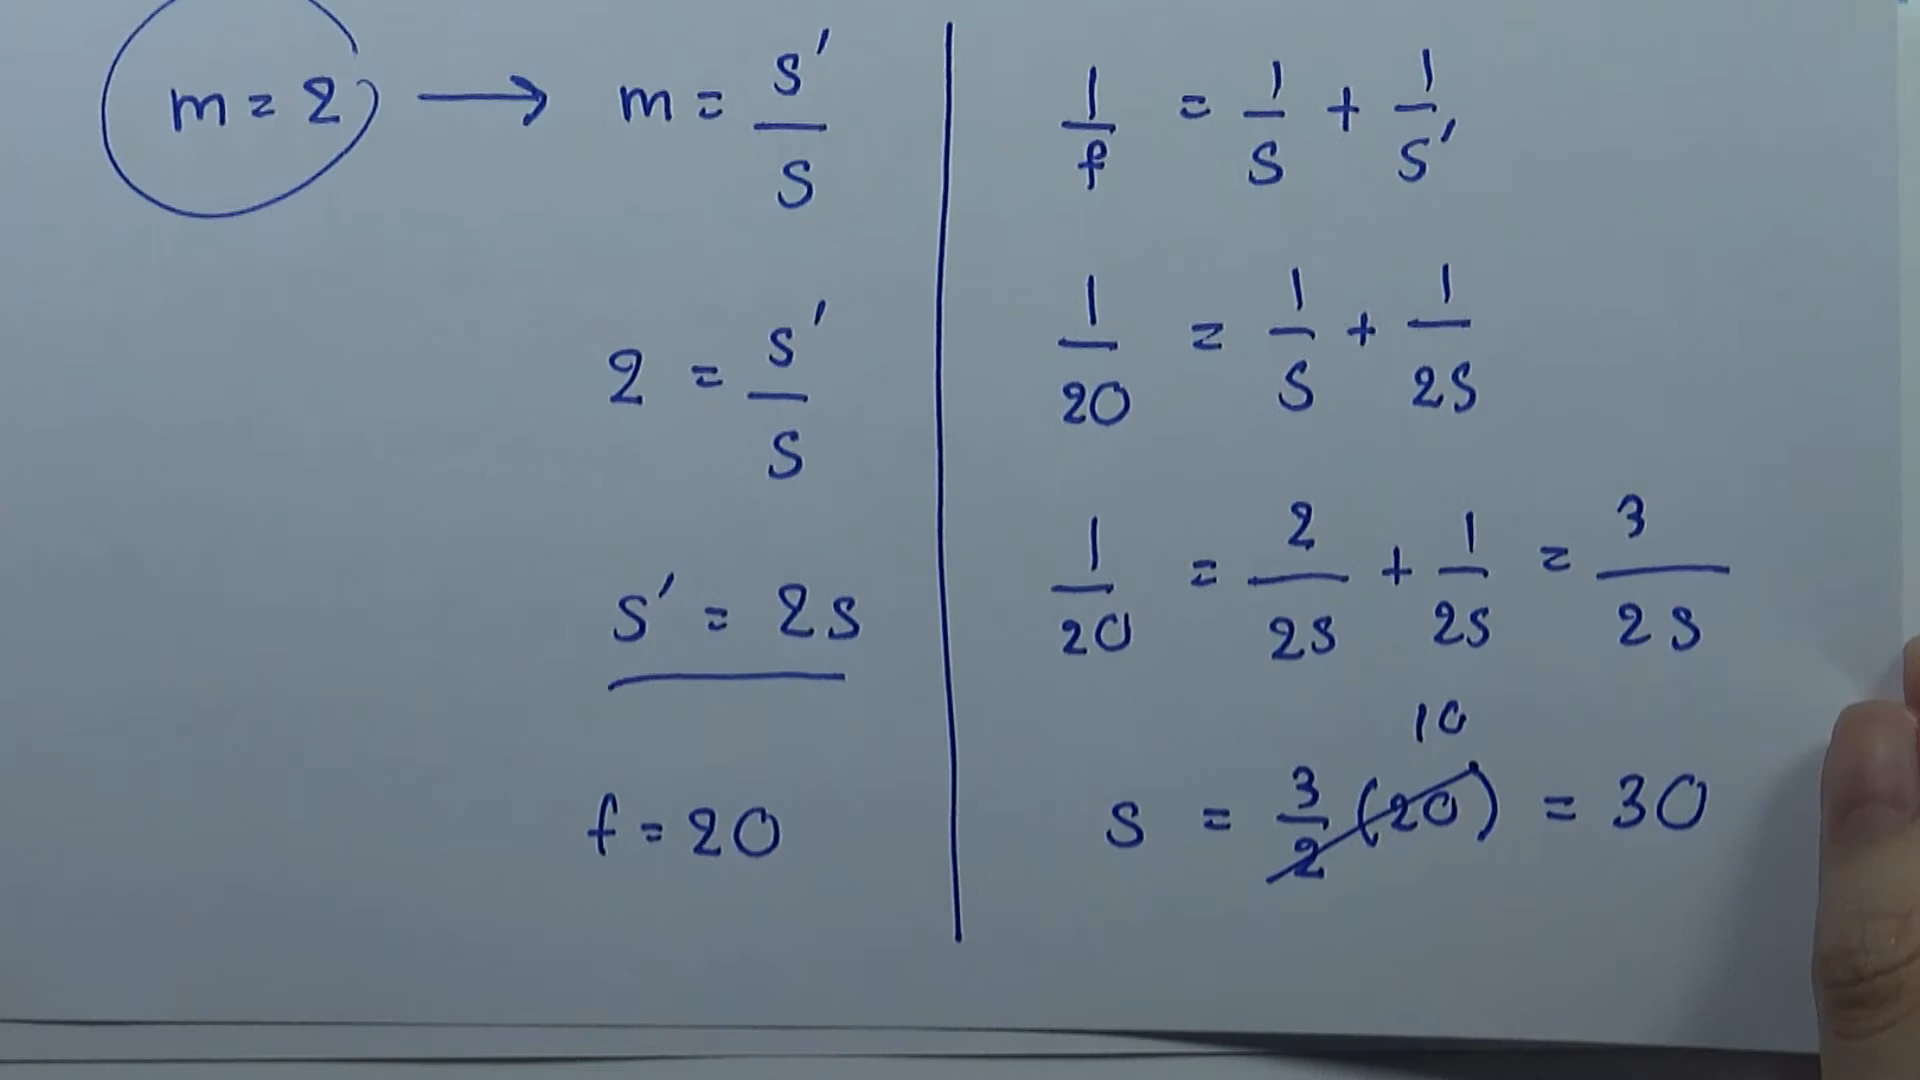 m = 2 → m = s'/s
2 = s'/s
s' = 2s
f = 20
1/f = 1/s + 1/s'
1/20 = 1/s + 1/2s
1/20 = 2/2s + 1/2s = 3/2s
10
s = 3/2 (20) = 30